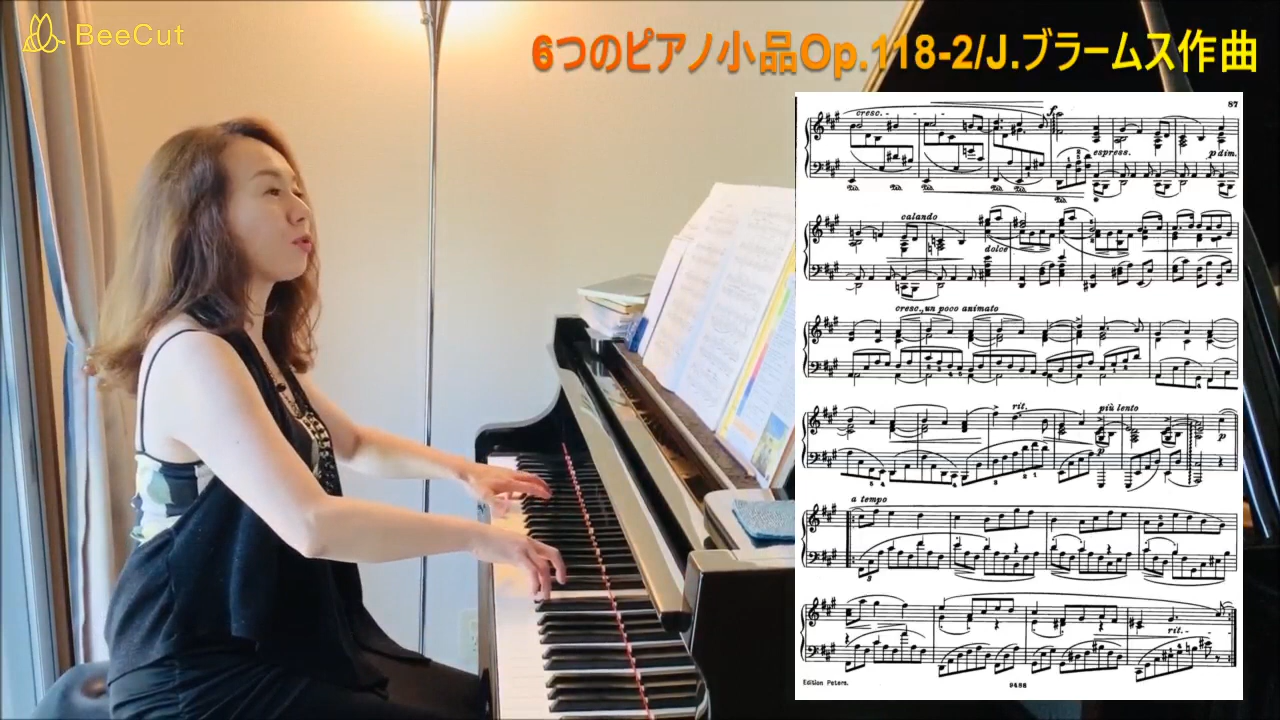 BeeCut
6つのピアノ小品Op.118-2/J.ブラームス作曲
87
cresc.
f
espress.
p dim.
calando
dolce
cresc., un poco animato
rit.
più lento
p
p
a tempo
rit.
Edition Peters.
9486